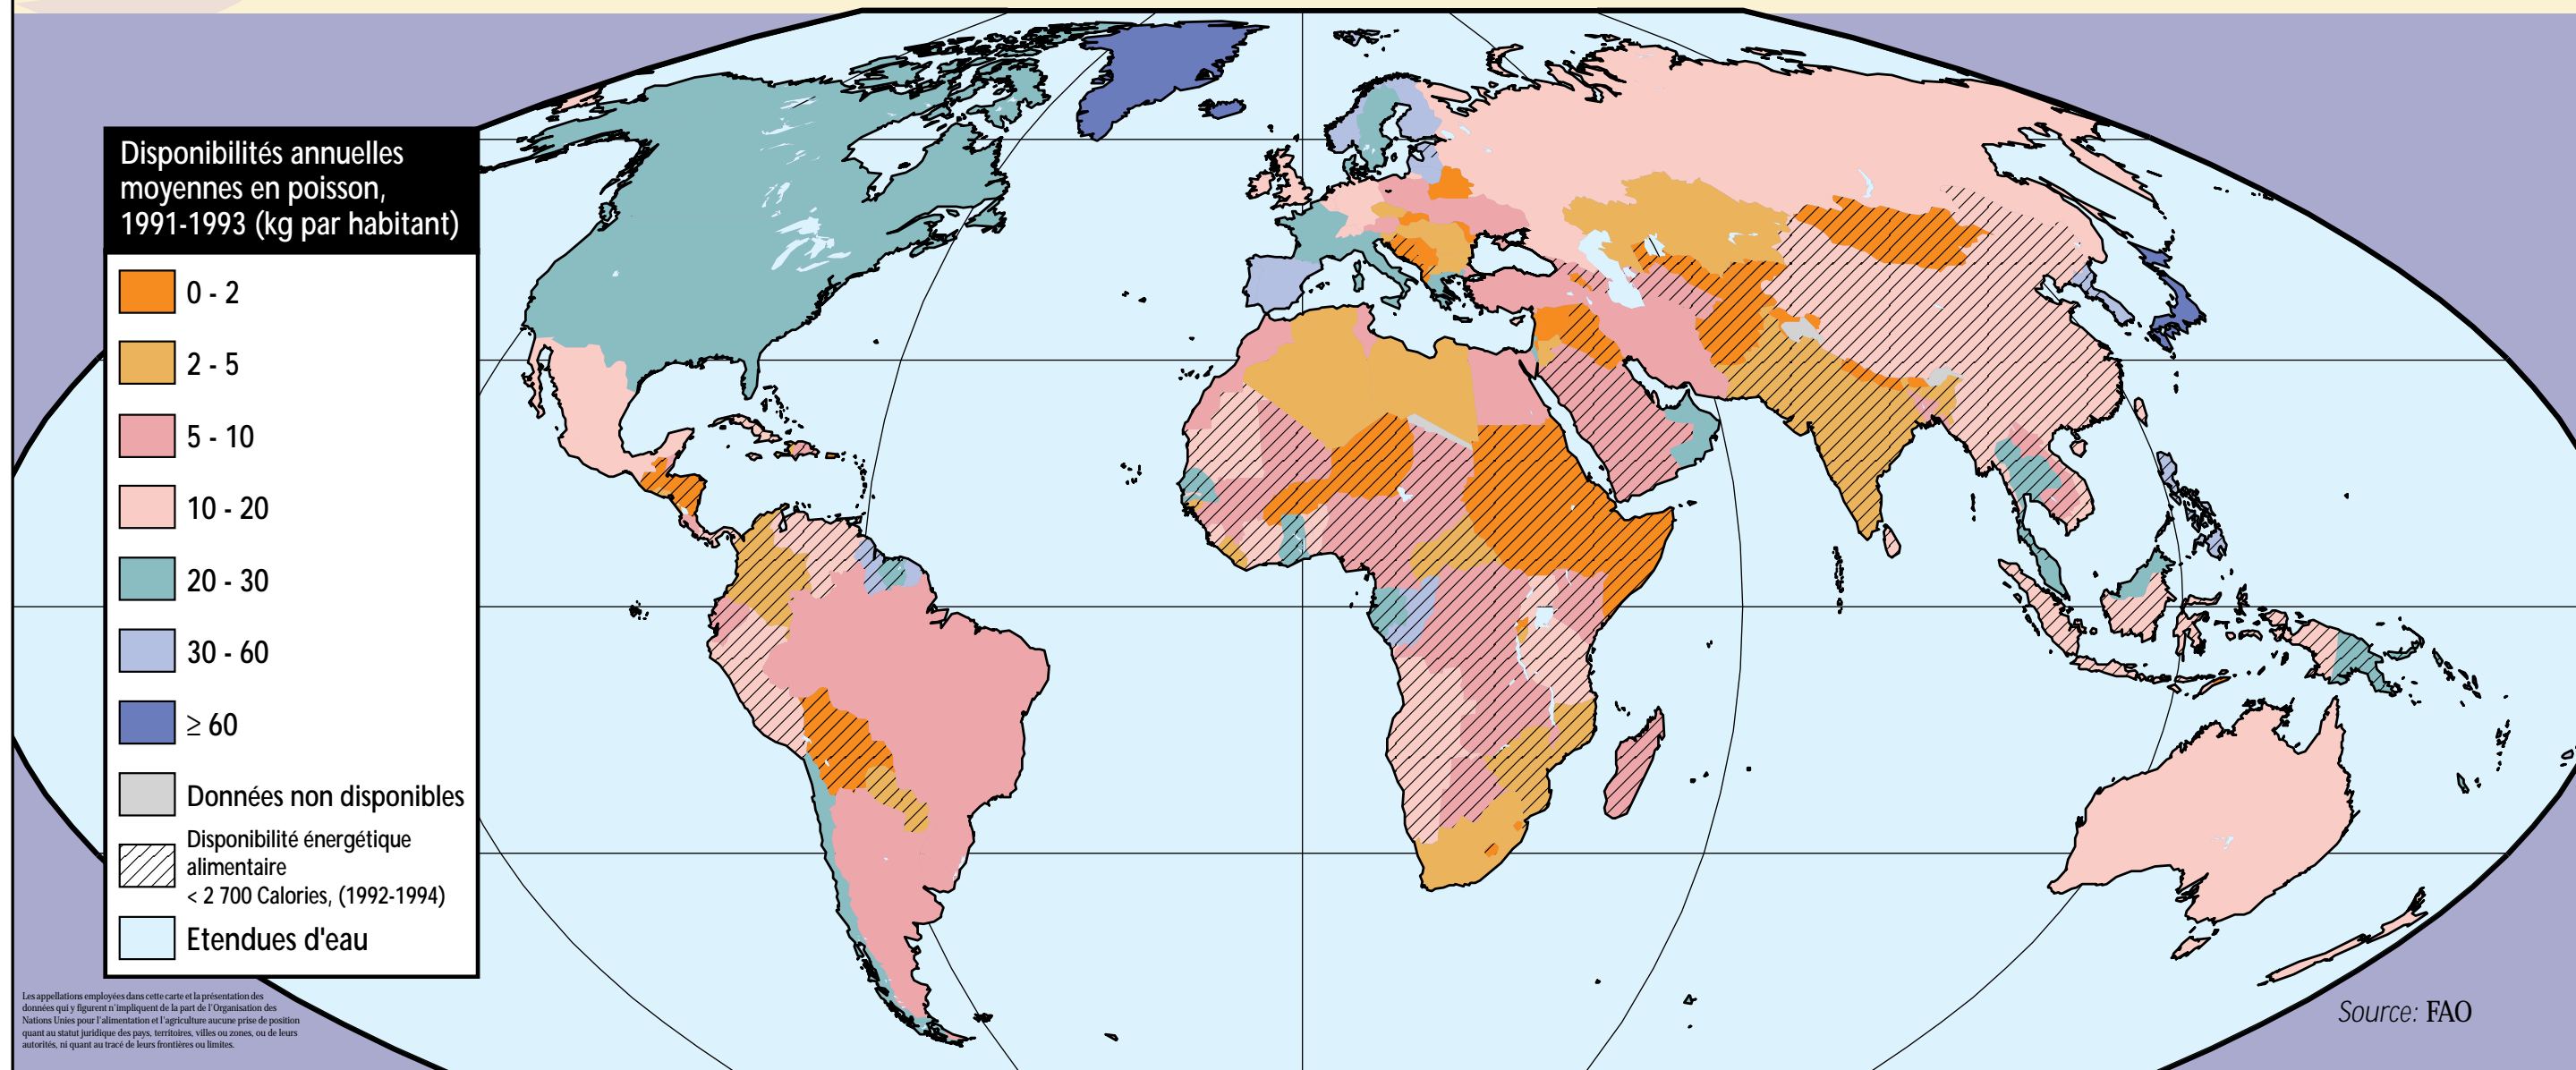 Disponibilités annuelles
moyennes en poisson,
1991-1993 (kg par habitant)
0 - 2
2 - 5
5 - 10
10 - 20
20 - 30
30 - 60
≥ 60
Données non disponibles
Disponibilité énergétique
alimentaire
< 2 700 Calories, (1992-1994)
Etendues d'eau
Les appellations employées dans cette carte et la présentation des
données qui y figurent n'impliquent de la part de l'Organisation des
Nations Unies pour l'alimentation et l'agriculture aucune prise de position
quant au statut juridique des pays, territoires, villes ou zones, ou de leurs
autorités, ni quant au tracé de leurs frontières ou limites.
Source: FAO